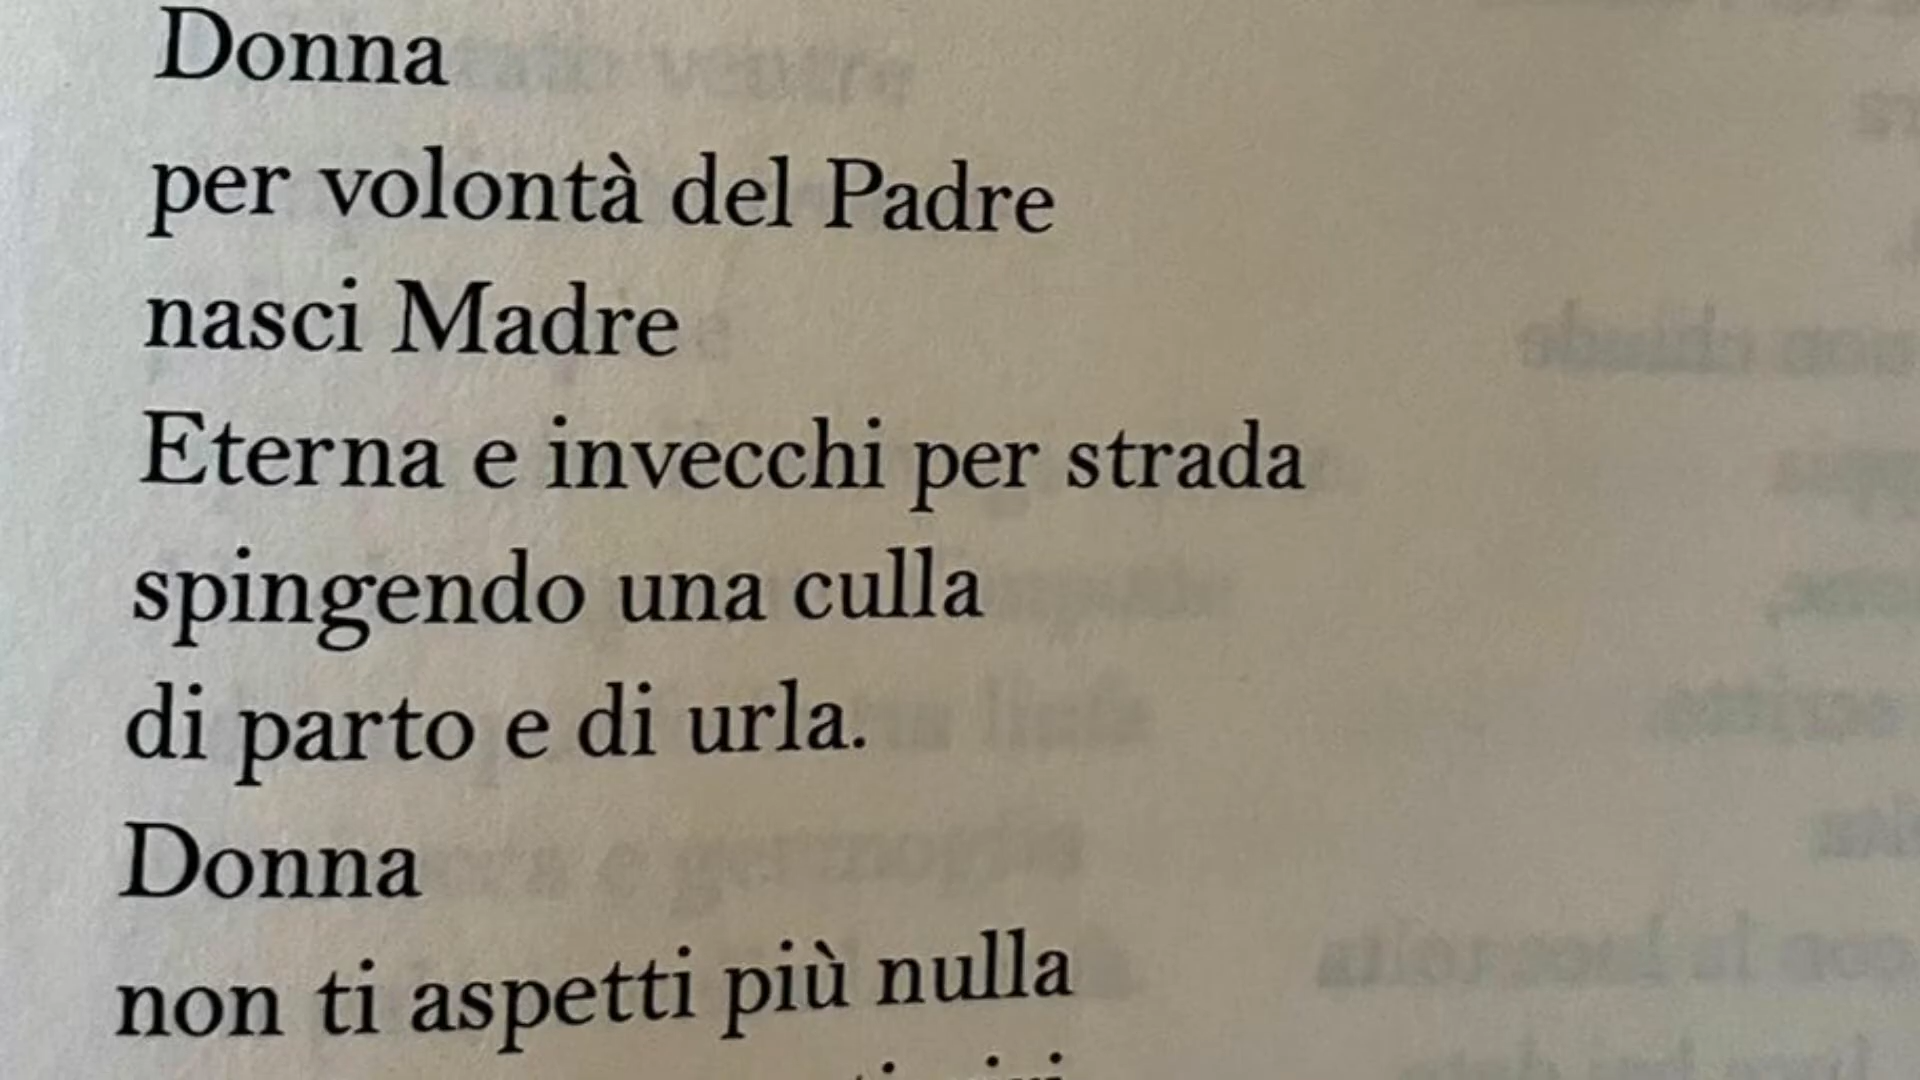 Donna
per volontà del Padre
nasci Madre
Eterna e invecchi per strada
spingendo una culla
di parto e di urla.
Donna
non ti aspetti più nulla